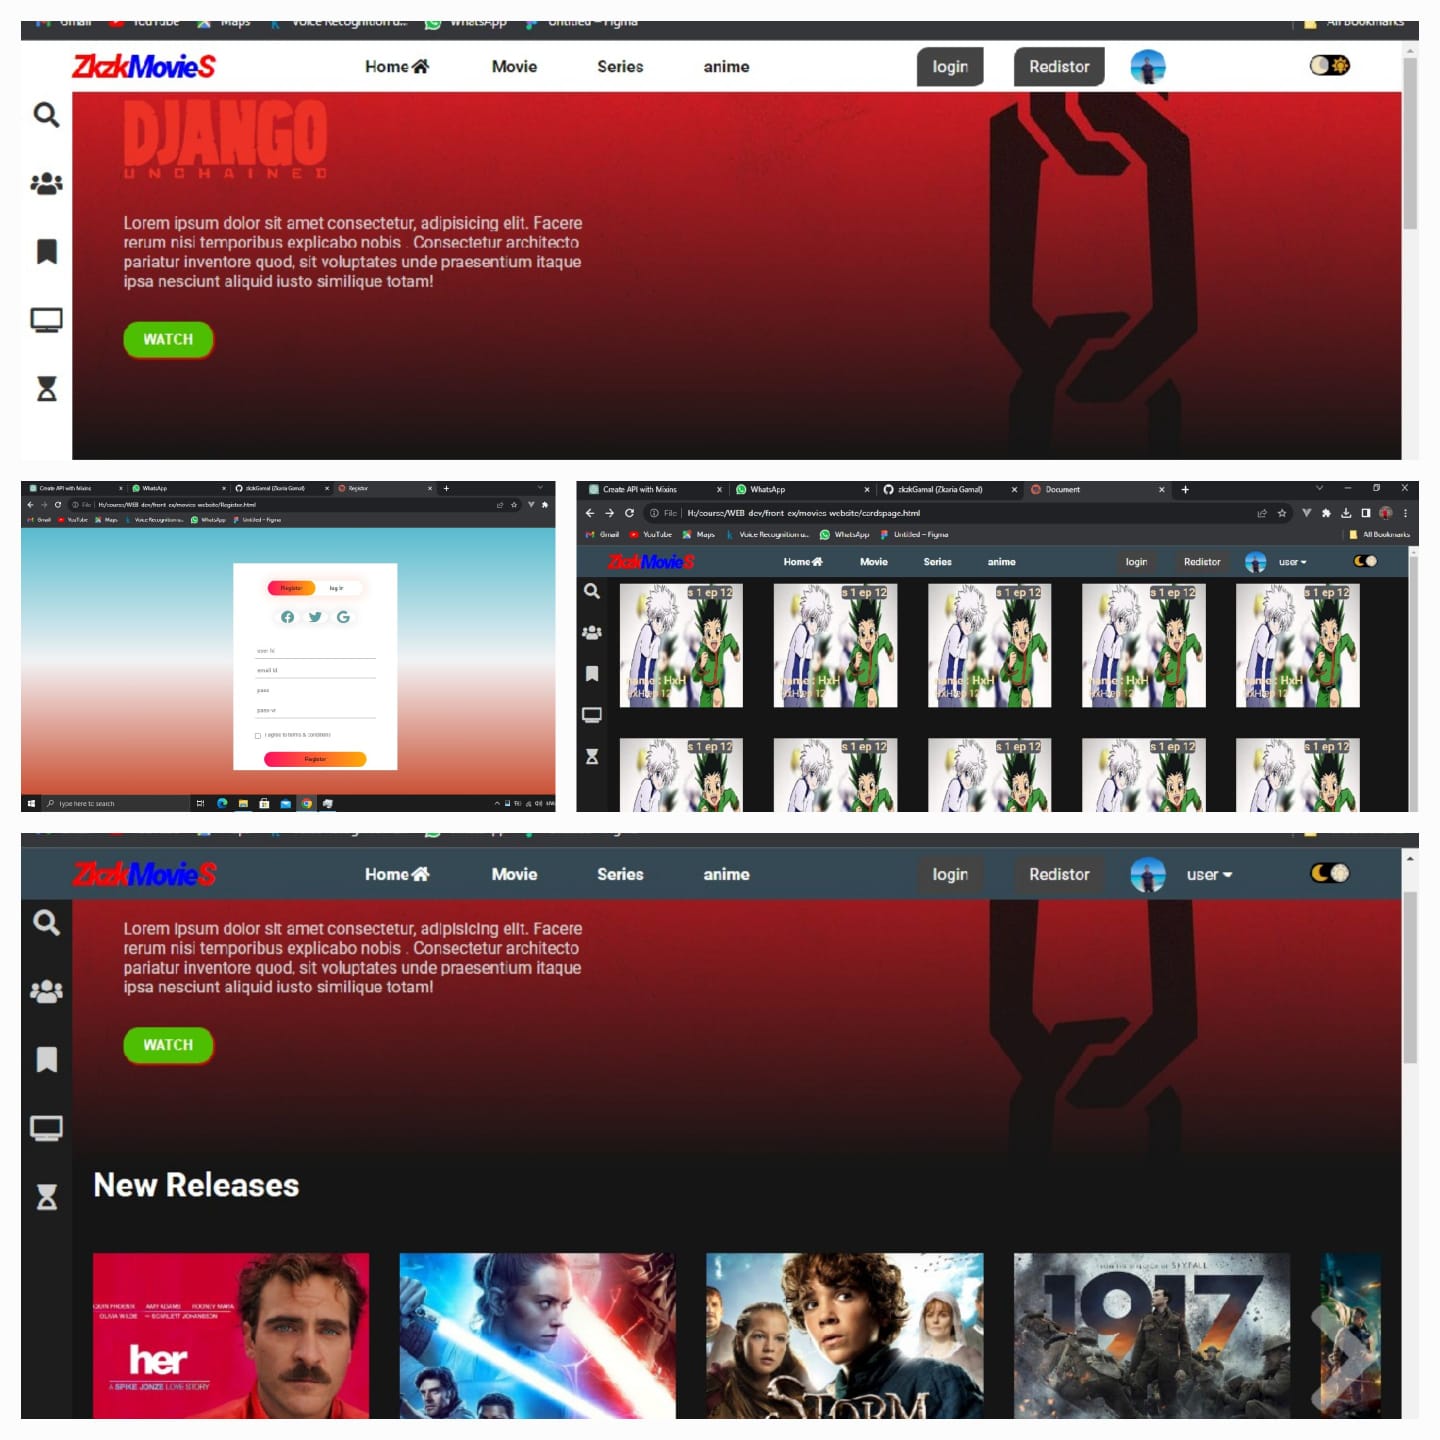 Gmail YouTube Maps Voice Recognition u... WhatsApp Untitled – Figma All Bookmarks
ZkzkMovieS Home Movie Series anime login Redistor
DJANGO
UNCHAINED
Lorem ipsum dolor sit amet consectetur, adipisicing elit. Facere
rerum nisi temporibus explicabo nobis . Consectetur architecto
pariatur inventore quod, sit voluptates unde praesentium itaque
ipsa nesciunt aliquid iusto similique totam!
WATCH
Create API with Mixins WhatsApp zkzkGamal (Zkaria Gamal) Registor
File H:/course/WEB dev/front ex/movies website/Register.html
Gmail YouTube Maps Voice Recognition u... WhatsApp Untitled – Figma
Register log in
user id
email id
pass
I agree to terms & conditions
Register
Type here to search
Create API with Mixins WhatsApp zkzkGamal (Zkaria Gamal) Document
File H:/course/WEB dev/front ex/movies website/cardspage.html
Gmail YouTube Maps Voice Recognition u... WhatsApp Untitled – Figma All Bookmarks
ZkzkMovieS Home Movie Series anime login Redistor user
s 1 ep 12 s 1 ep 12 s 1 ep 12 s 1 ep 12 s 1 ep 12
name : HxH name : HxH name : HxH name : HxH name : HxH
HxH ep 12 HxH ep 12 HxH ep 12 HxH ep 12 HxH ep 12
s 1 ep 12 s 1 ep 12 s 1 ep 12 s 1 ep 12 s 1 ep 12
ZkzkMovieS Home Movie Series anime login Redistor user
Lorem ipsum dolor sit amet consectetur, adipisicing elit. Facere
rerum nisi temporibus explicabo nobis . Consectetur architecto
pariatur inventore quod, sit voluptates unde praesentium itaque
ipsa nesciunt aliquid iusto similique totam!
WATCH
New Releases
JOAQUIN PHOENIX AMY ADAMS ROONEY MARA
OLIVIA WILDE SCARLETT JOHANSSON
her
A SPIKE JONZE LOVE STORY
STORM
FROM THE DIRECTOR OF SKYFALL
1917